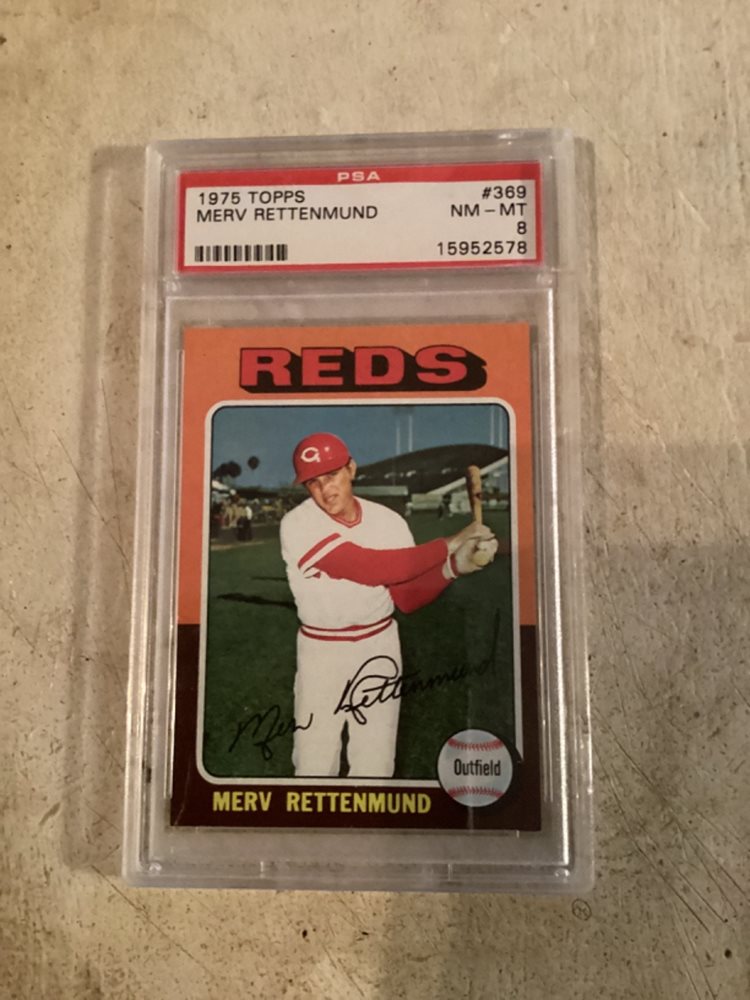 PSA
1975 TOPPS #369
MERV RETTENMUND NM - MT
8
15952578
REDS
C
Merv Rettenmund
Outfield
MERV RETTENMUND